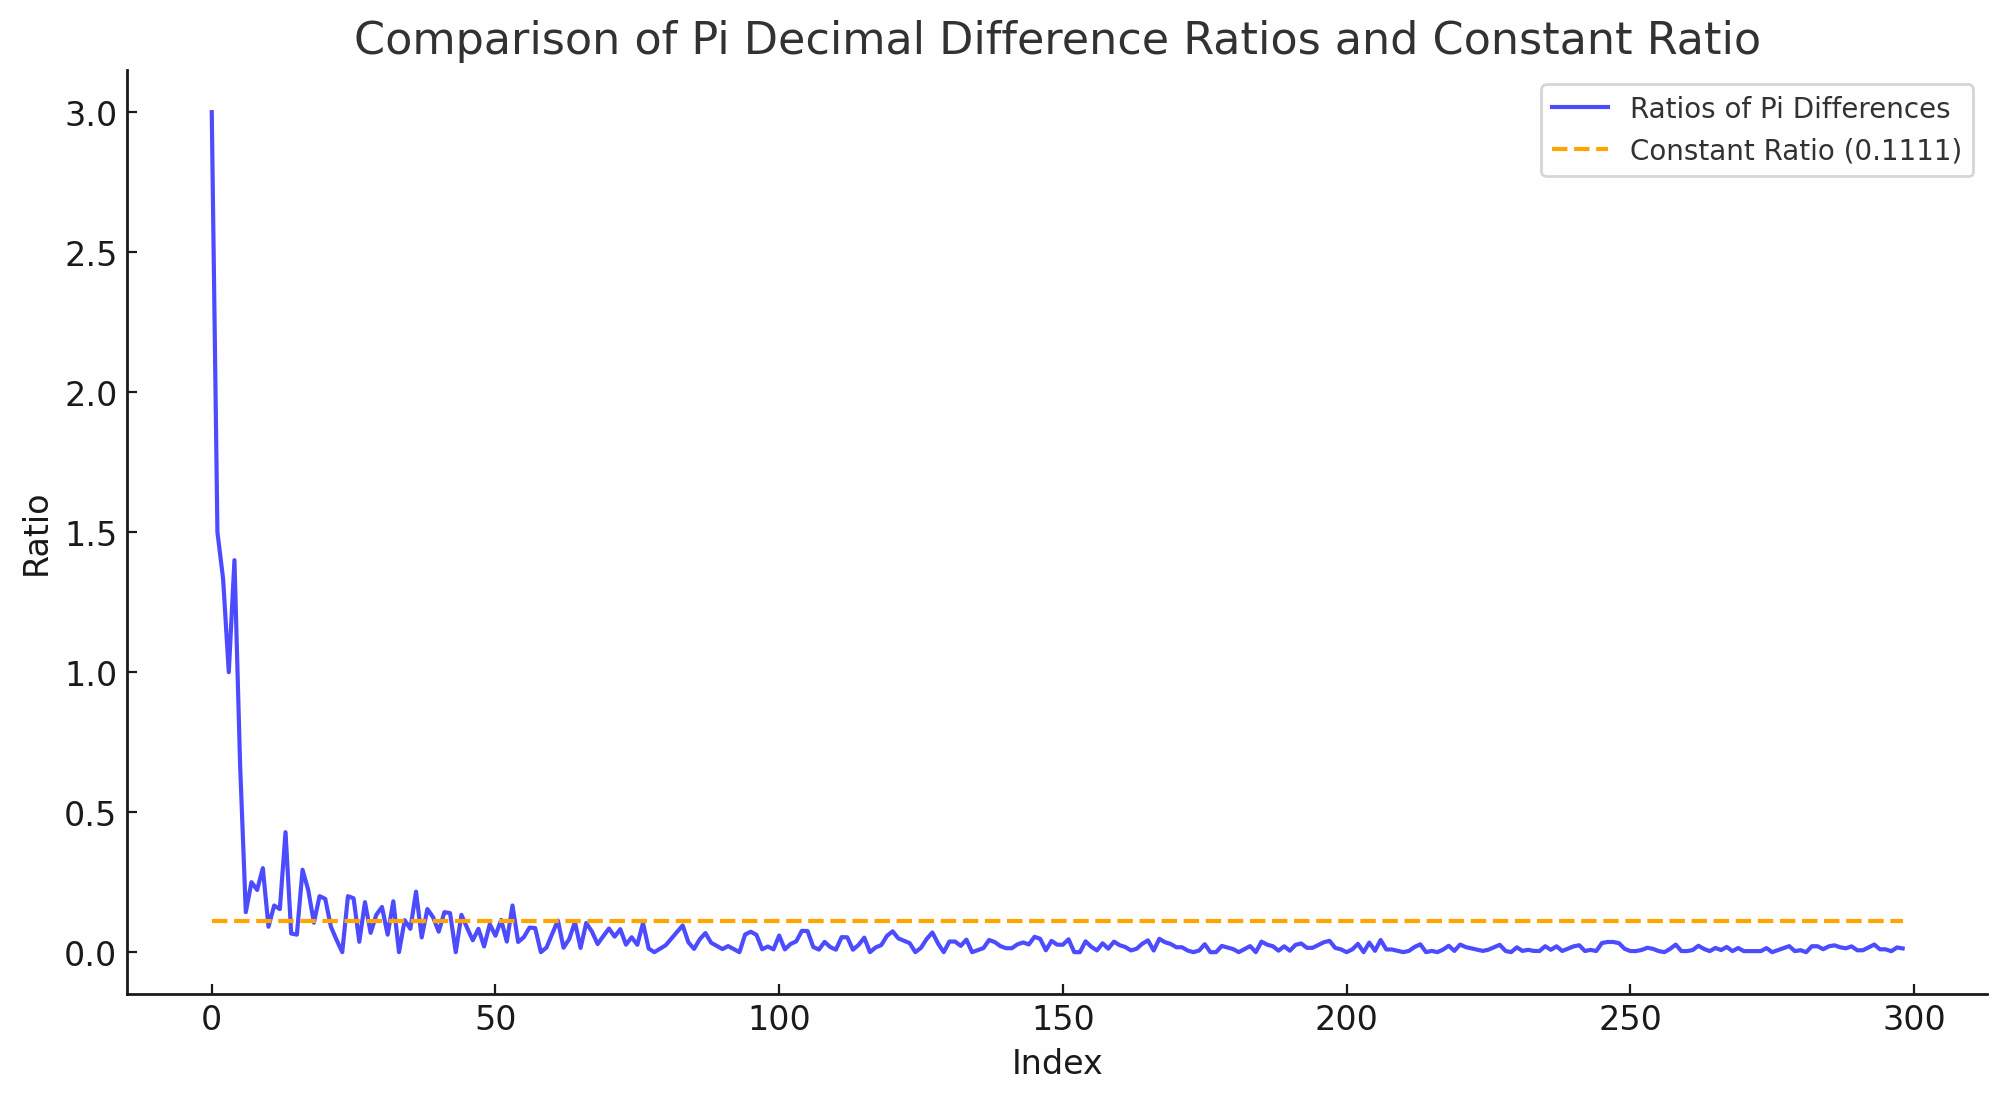 Comparison of Pi Decimal Difference Ratios and Constant Ratio
Ratios of Pi Differences
Constant Ratio (0.1111)
3.0
2.5
2.0
1.5
1.0
0.5
0.0
Ratio
0 50 100 150 200 250 300
Index